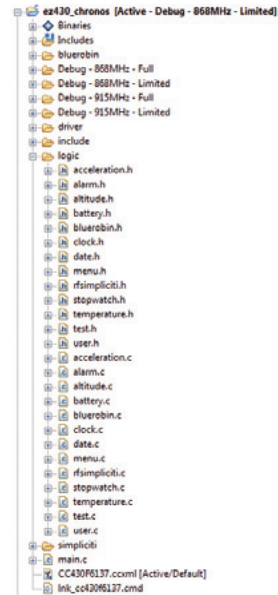 ez430_chronos [Active - Debug - 868MHz - Limited]
Binaries
Includes
bluerobin
Debug - 868MHz - Full
Debug - 868MHz - Limited
Debug - 915MHz - Full
Debug - 915MHz - Limited
driver
include
logic
acceleration.h
alarm.h
altitude.h
battery.h
bluerobin.h
clock.h
date.h
menu.h
rfsimpliciti.h
stopwatch.h
temperature.h
test.h
user.h
acceleration.c
alarm.c
altitude.c
battery.c
bluerobin.c
clock.c
date.c
menu.c
rfsimpliciti.c
stopwatch.c
temperature.c
test.c
user.c
simpliciti
main.c
CC430F6137.ccxml [Active/Default]
lnk_cc430f6137.cmd